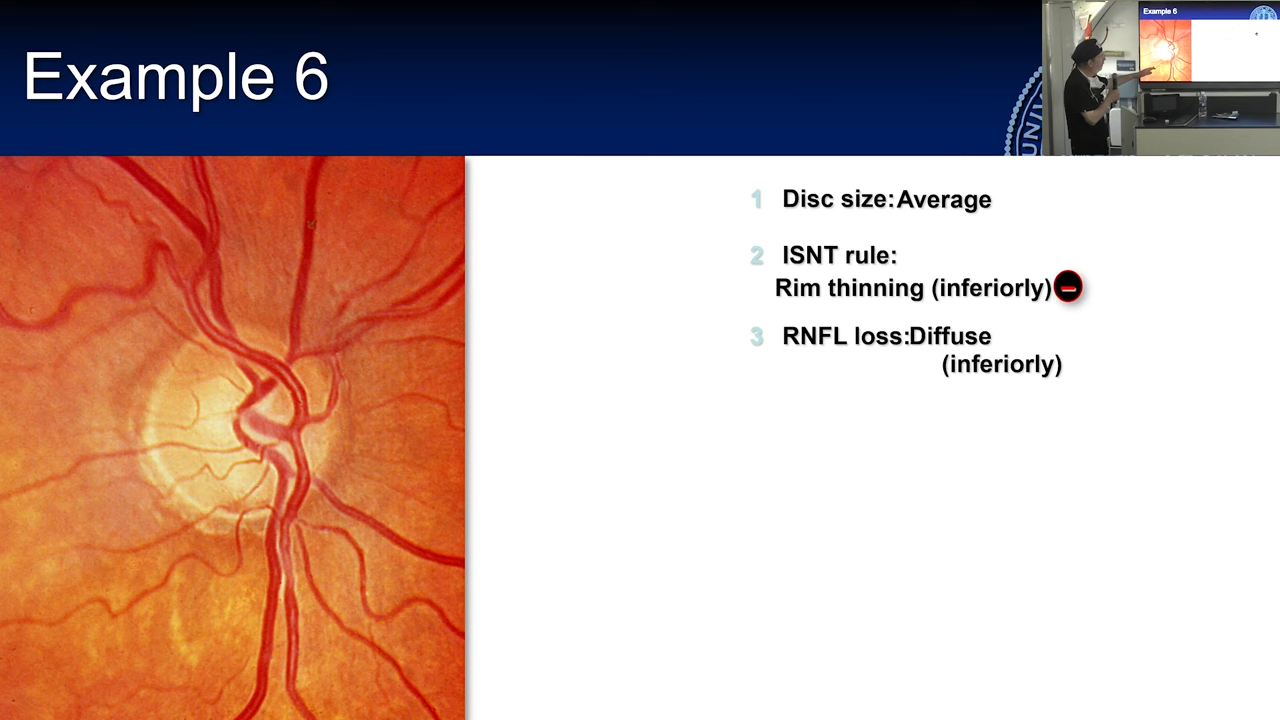 Example 6
Example 6
UNIV
1 Disc size: Average
2 ISNT rule:
Rim thinning (inferiorly)
3 RNFL loss: Diffuse
(inferiorly)